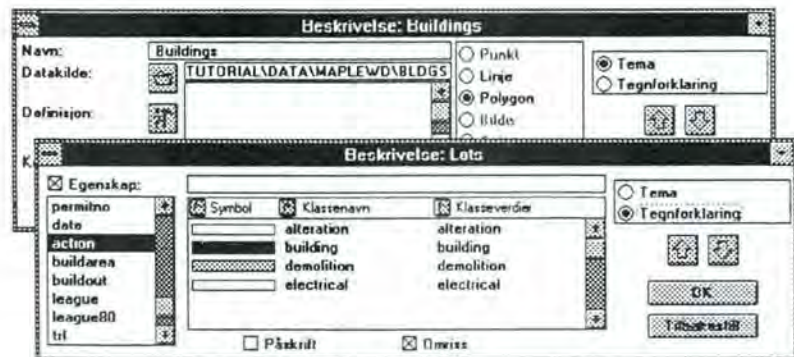 Beskrivelse: Buildings
Navn:
Buildings
Datakilde:
TUTORIAL\DATA\MAPLEWD\BLDGS
Definisjon:
Punkt
Linje
Polygon
Bilde
Tema
Tegnforklaring
K
Beskrivelse: Lots
Egenskap:
permitno
date
action
buildarea
buildout
league
league80
trl
Symbol
Klassenavn
Klasseverdier
alteration
alteration
building
building
demolition
demolition
electrical
electrical
Påskrift
Omriss
Tema
Tegnforklaring
OK
Tilbakestill